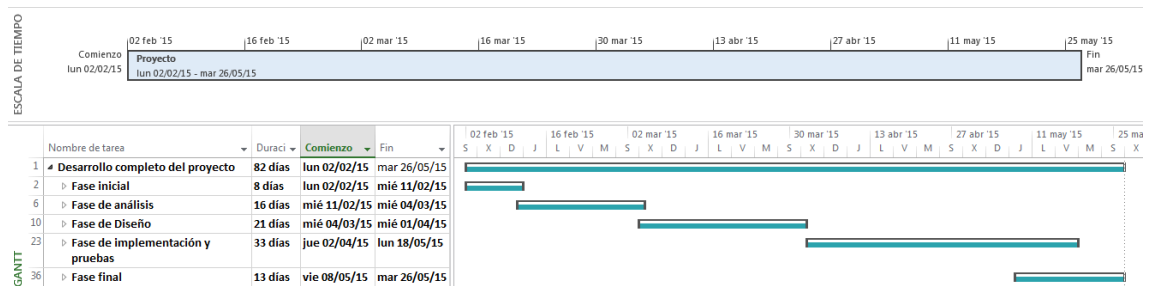 ESCALA DE TIEMPO
02 feb '15 16 feb '15 02 mar '15 16 mar '15 30 mar '15 13 abr '15 27 abr '15 11 may '15 25 may '15
Comienzo
lun 02/02/15
Proyecto
lun 02/02/15 - mar 26/05/15
Fin
mar 26/05/15
Nombre de tarea Duraci Comienzo Fin
02 feb '15 16 feb '15 02 mar '15 16 mar '15 30 mar '15 13 abr '15 27 abr '15 11 may '15 25 ma
S X D J L V M S X D J L V M S X D J L V M S X D J L V M S X
1 Desarrollo completo del proyecto 82 días lun 02/02/15 mar 26/05/15
2 Fase inicial 8 días lun 02/02/15 mié 11/02/15
6 Fase de análisis 16 días mié 11/02/15 mié 04/03/15
10 Fase de Diseño 21 días mié 04/03/15 mié 01/04/15
23 Fase de implementación y 33 días jue 02/04/15 lun 18/05/15
pruebas
36 Fase final 13 días vie 08/05/15 mar 26/05/15
GANTT